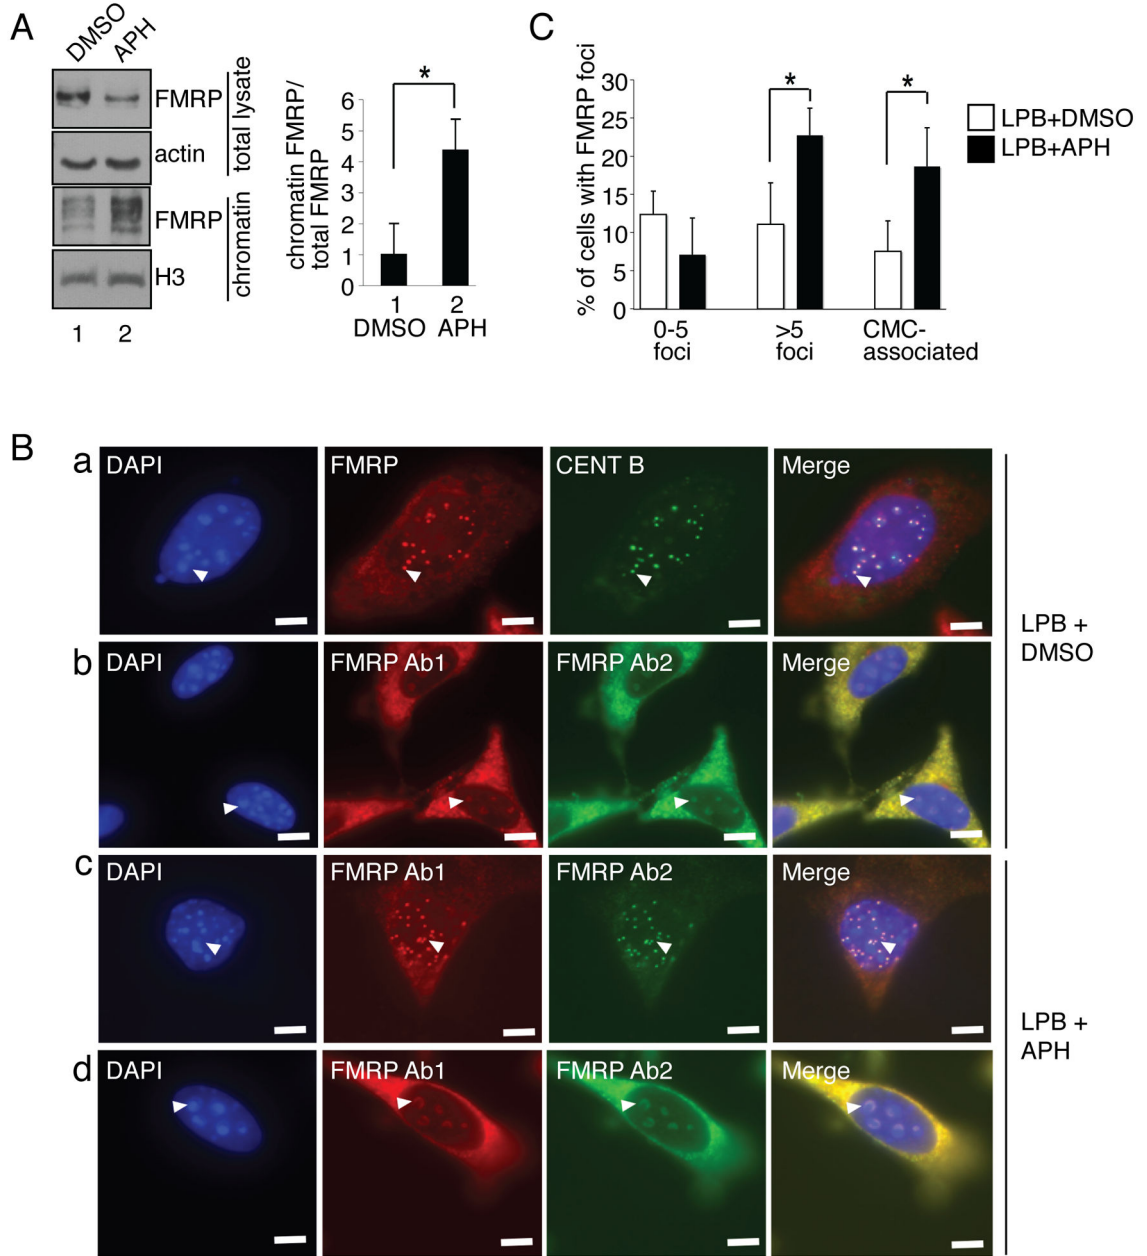 A
DMSO
APH
FMRP
actin
total lysate
FMRP
H3
chromatin
1 2
chromatin FMRP/
total FMRP
6
5
4
3
2
1
0
*
1 2
DMSO APH
C
% of cells with FMRP foci
30
25
20
15
10
5
0
* *
0-5
foci
>5
foci
CMC-
associated
LPB+DMSO
LPB+APH
B
a
DAPI FMRP CENT B Merge
b
DAPI FMRP Ab1 FMRP Ab2 Merge
LPB +
DMSO
c
DAPI FMRP Ab1 FMRP Ab2 Merge
d
DAPI FMRP Ab1 FMRP Ab2 Merge
LPB +
APH